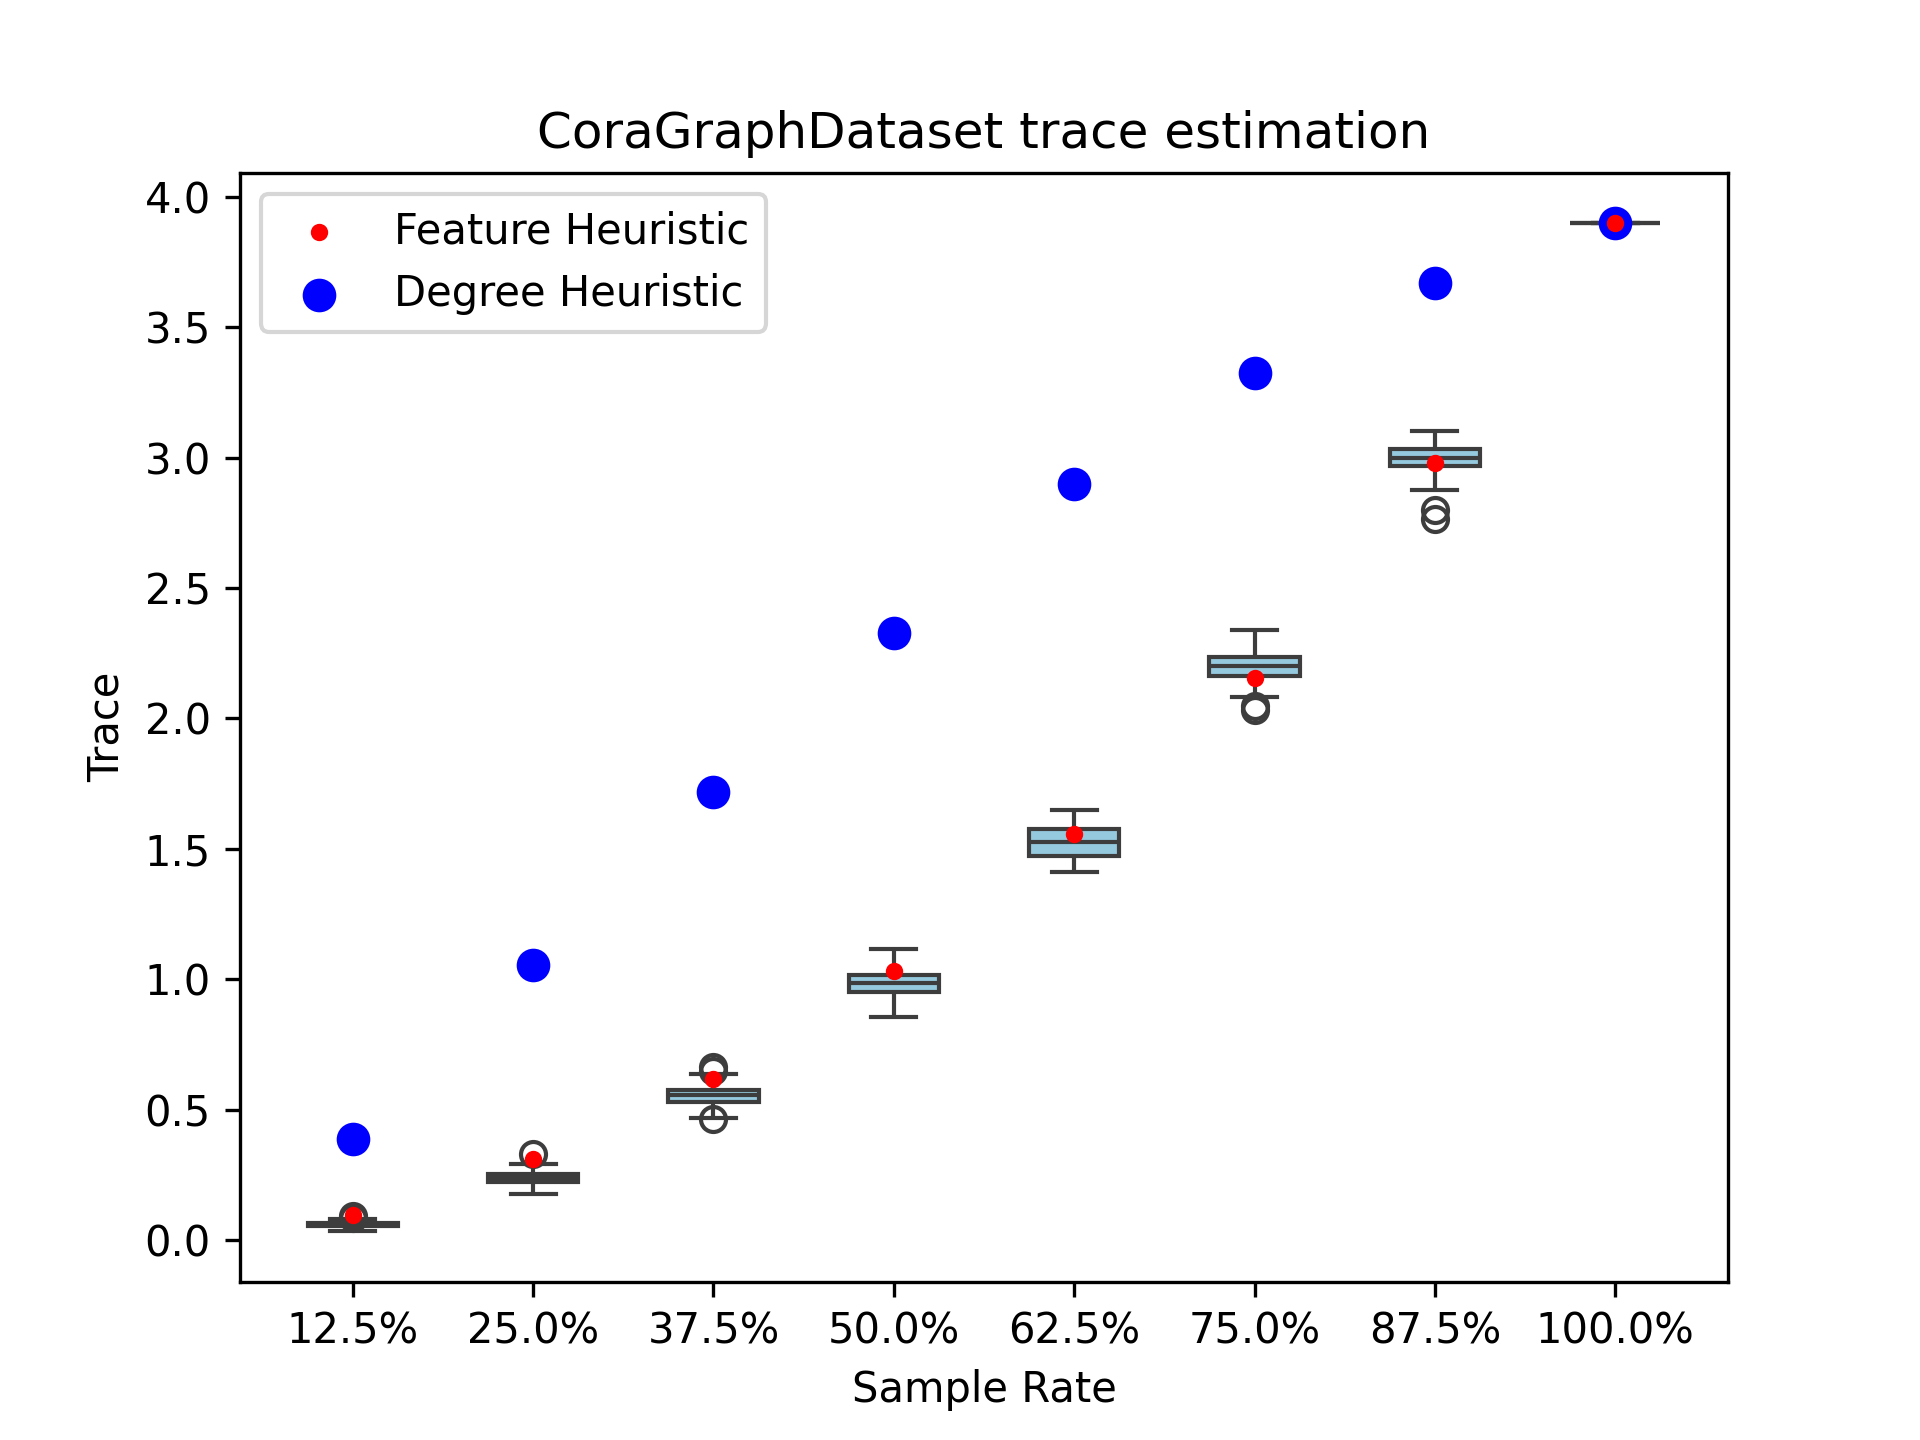 CoraGraphDataset trace estimation
Feature Heuristic
Degree Heuristic
4.0
3.5
3.0
2.5
2.0
1.5
1.0
0.5
0.0
Trace
12.5% 25.0% 37.5% 50.0% 62.5% 75.0% 87.5% 100.0%
Sample Rate